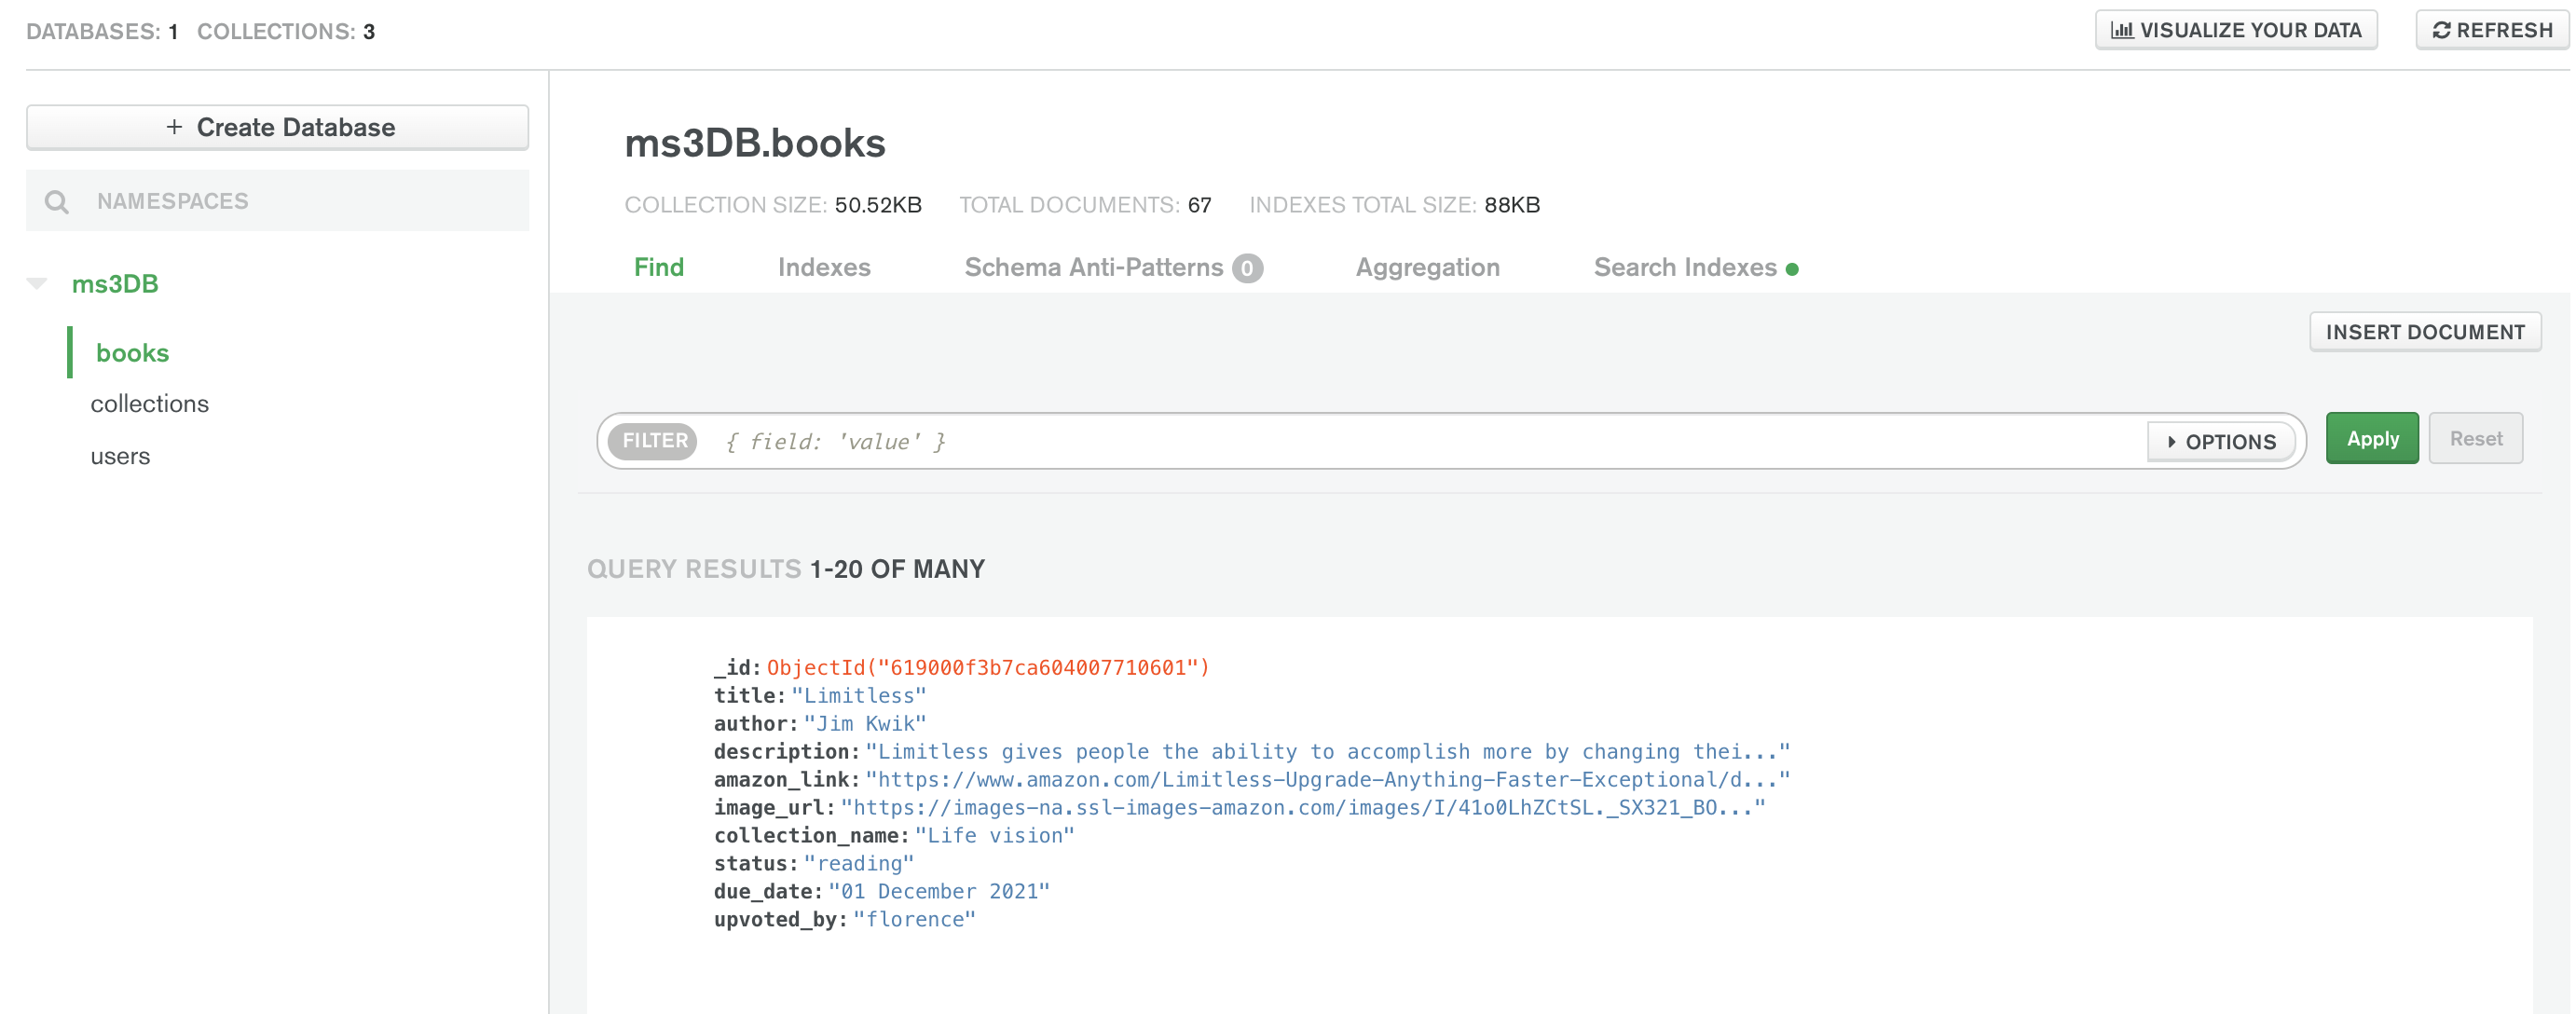 DATABASES: 1 COLLECTIONS: 3
VISUALIZE YOUR DATA
REFRESH
+ Create Database
NAMESPACES
ms3DB
books
collections
users
ms3DB.books
COLLECTION SIZE: 50.52KB TOTAL DOCUMENTS: 67 INDEXES TOTAL SIZE: 88KB
Find Indexes Schema Anti-Patterns 0 Aggregation Search Indexes
INSERT DOCUMENT
FILTER { field: 'value' } OPTIONS Apply Reset
QUERY RESULTS 1-20 OF MANY
_id: ObjectId("619000f3b7ca604007710601")
title: "Limitless"
author: "Jim Kwik"
description: "Limitless gives people the ability to accomplish more by changing thei..."
amazon_link: "https://www.amazon.com/Limitless-Upgrade-Anything-Faster-Exceptional/d..."
image_url: "https://images-na.ssl-images-amazon.com/images/I/41o0LhZCtSL._SX321_BO..."
collection_name: "Life vision"
status: "reading"
due_date: "01 December 2021"
upvoted_by: "florence"